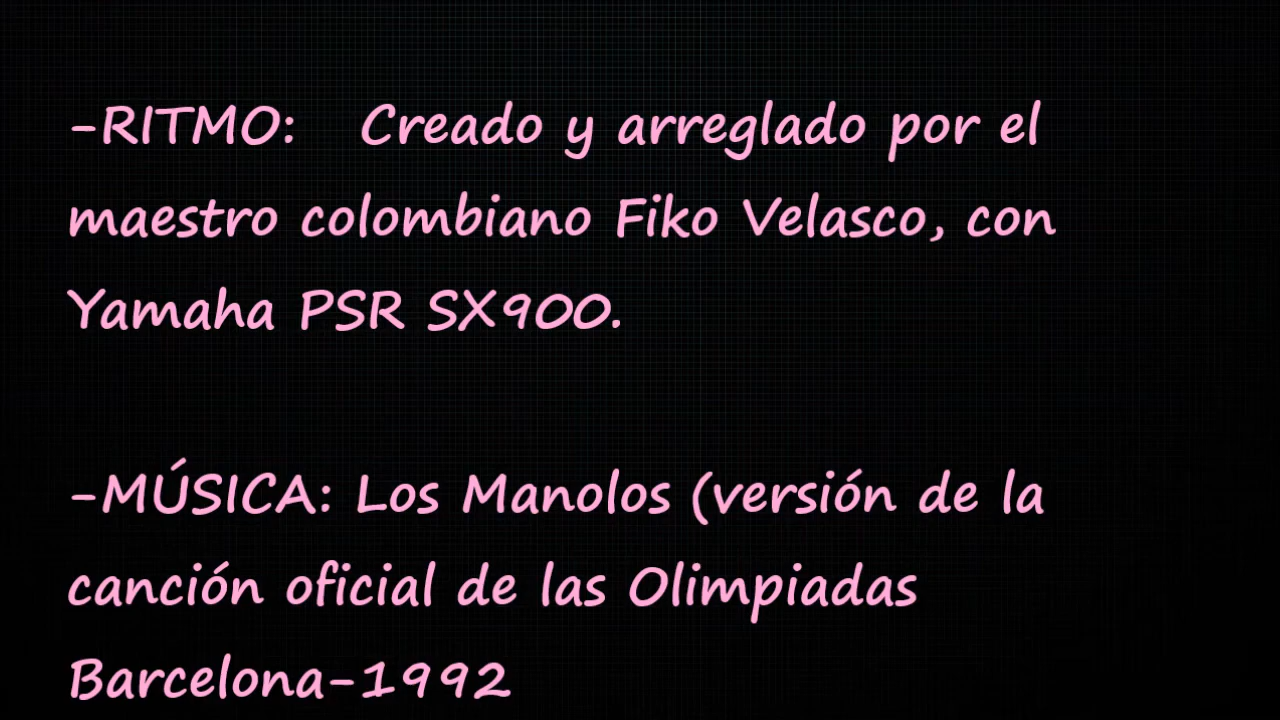 -RITMO: Creado y arreglado por el
maestro colombiano Fiko Velasco, con
Yamaha PSR SX900.
-MÚSICA: Los Manolos (versión de la
canción oficial de las Olimpiadas
Barcelona-1992